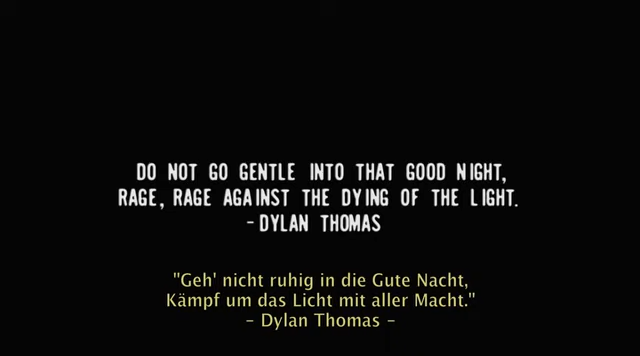 DO NOT GO GENTLE INTO THAT GOOD NIGHT,
RAGE, RAGE AGAINST THE DYING OF THE LIGHT.
- DYLAN THOMAS
"Geh' nicht ruhig in die Gute Nacht,
Kämpf um das Licht mit aller Macht."
– Dylan Thomas –